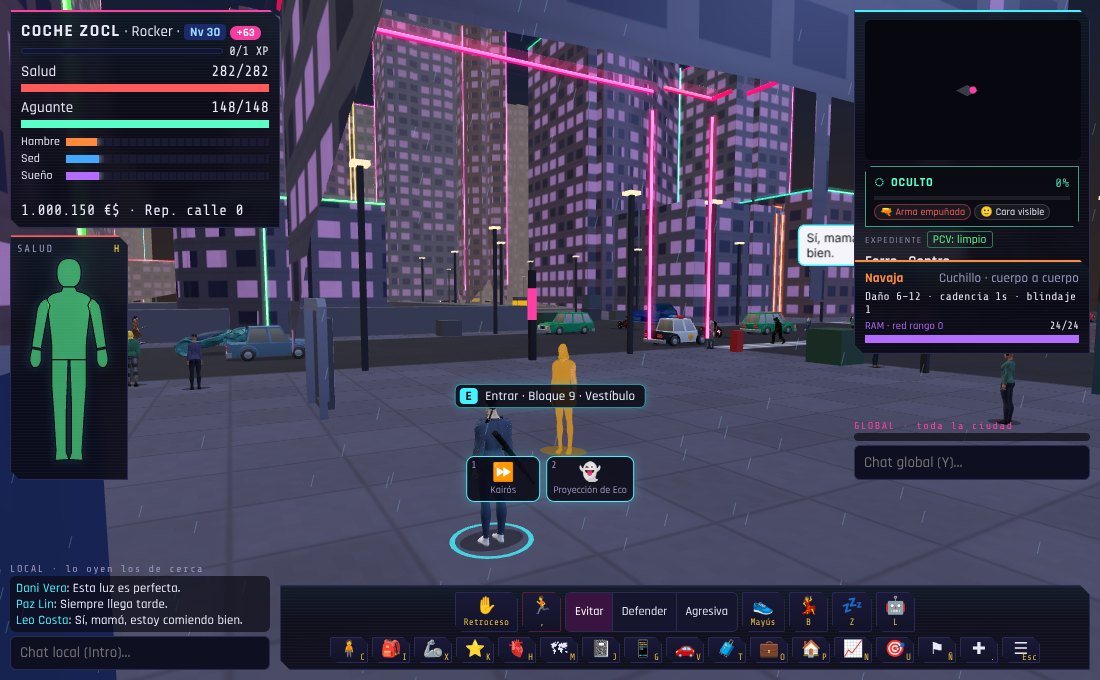 COCHE ZOCL · Rocker · Nv 30 +63
0/1 XP
Salud 282/282
Aguante 148/148
Hambre
Sed
Sueño
1.000.150 €$ · Rep. calle 0
SALUD H
OCULTO 0%
Arma empuñada Cara visible
EXPEDIENTE PCV: limpio
Navaja Cuchillo · cuerpo a cuerpo
Daño 6–12 · cadencia 1s · blindaje
1
RAM · red rango 0 24/24
Sí, mamá
bien.
E Entrar · Bloque 9 · Vestíbulo
1 Kairós
2 Proyección de Eco
GLOBAL · toda la ciudad
Chat global (Y)...
LOCAL · lo oyen los de cerca
Dani Vera: Esta luz es perfecta.
Paz Lin: Siempre llega tarde.
Leo Costa: Sí, mamá, estoy comiendo bien.
Chat local (Intro)...
Retroceso , Evitar Defender Agresiva Mayús B Z L
C I X K H M J G V T O P N U Ñ . Esc